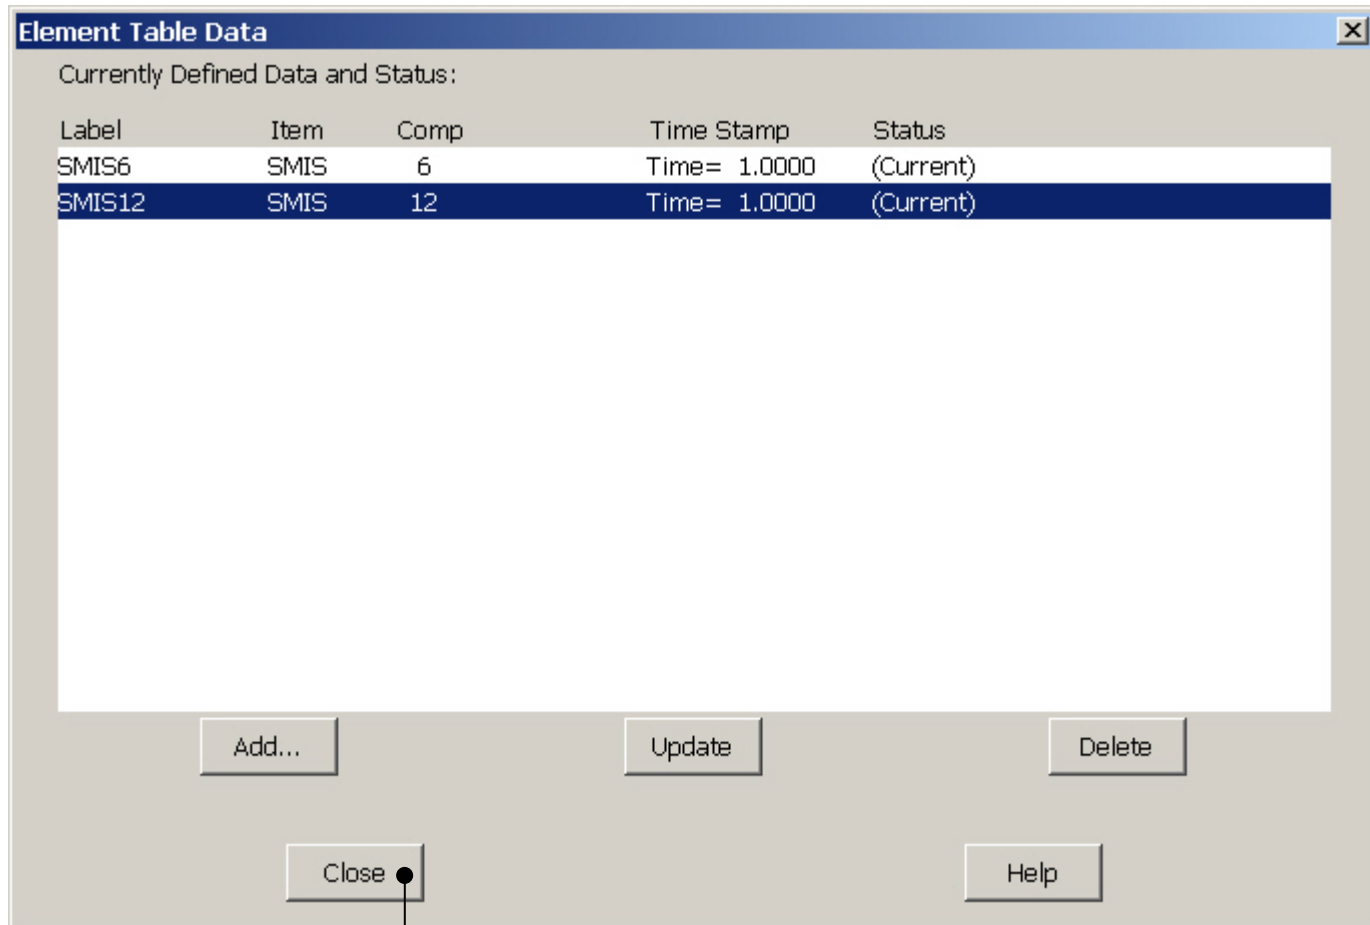 Element Table Data
Currently Defined Data and Status:
Label Item Comp Time Stamp Status
SMIS6 SMIS 6 Time= 1.0000 (Current)
SMIS12 SMIS 12 Time= 1.0000 (Current)
Add... Update Delete
Close Help